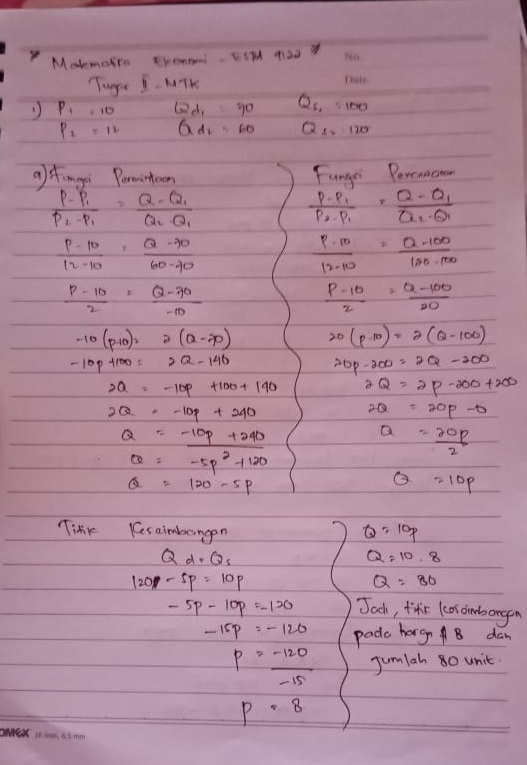 * Matematika Ekonomi - ESPA 4122 *
No.
Date
Tugas II - MTK
1) P1 = 10 Qd1 = 70 Qs1 = 100
P2 = 12 Qd2 = 60 Qs2 = 120
a) Fungsi Permintaan
P-P1 / P2-P1 = Q-Q1 / Q2-Q1
P-10 / 12-10 = Q-70 / 60-70
P-10 / 2 = Q-70 / -10
-10 (p-10) = 2 (Q-70)
-10p +100 = 2Q -140
2Q = -10p +100 + 140
2Q = -10p + 240
Q = -10p + 240
Q = -5p² + 120
Q = 120 - 5p
Fungsi Penawaran
P-P1 / P2-P1 = Q-Q1 / Q2-Q1
P-10 / 12-10 = Q-100 / 120-100
P-10 / 2 = Q-100 / 20
20 (p-10) = 2 (Q-100)
20p-200 = 2Q -200
2Q = 2p -200 +200
2Q = 20p -0
Q = 20p / 2
Q = 10p
Titik Kesaimbangan
Qd = Qs
120 - 5p = 10p
-5p - 10p = -120
-15p = -120
p = -120 / -15
p = 8
Q = 10p
Q = 10 . 8
Q = 80
Jadi, titik kesaimbangan
pada harga $ 8 dan
jumlah 80 unit.